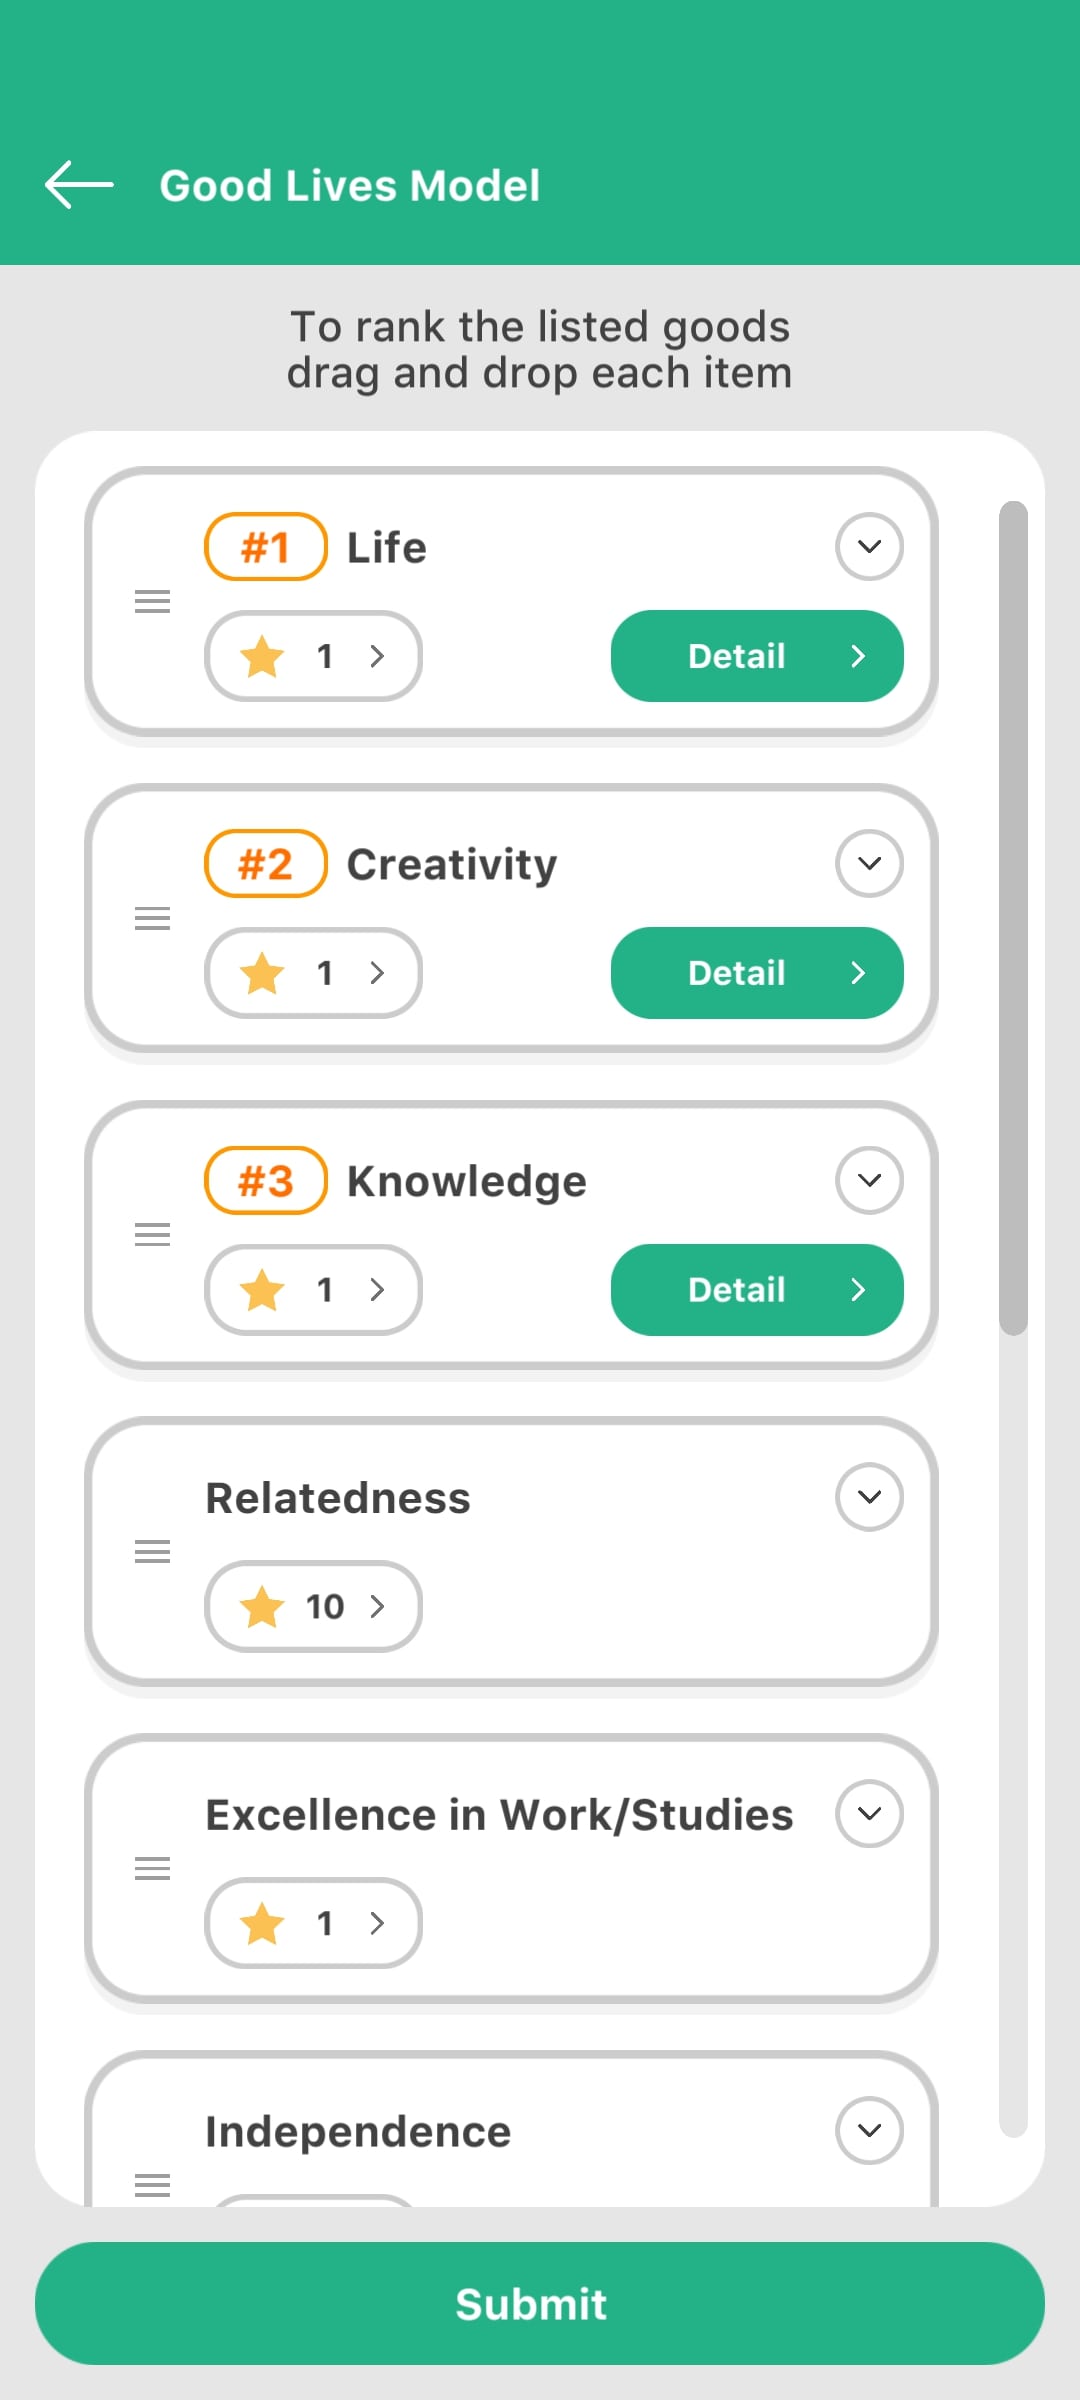 Good Lives Model
To rank the listed goods
drag and drop each item
#1 Life
1
Detail
#2 Creativity
1
Detail
#3 Knowledge
1
Detail
Relatedness
10
Excellence in Work/Studies
1
Independence
Submit